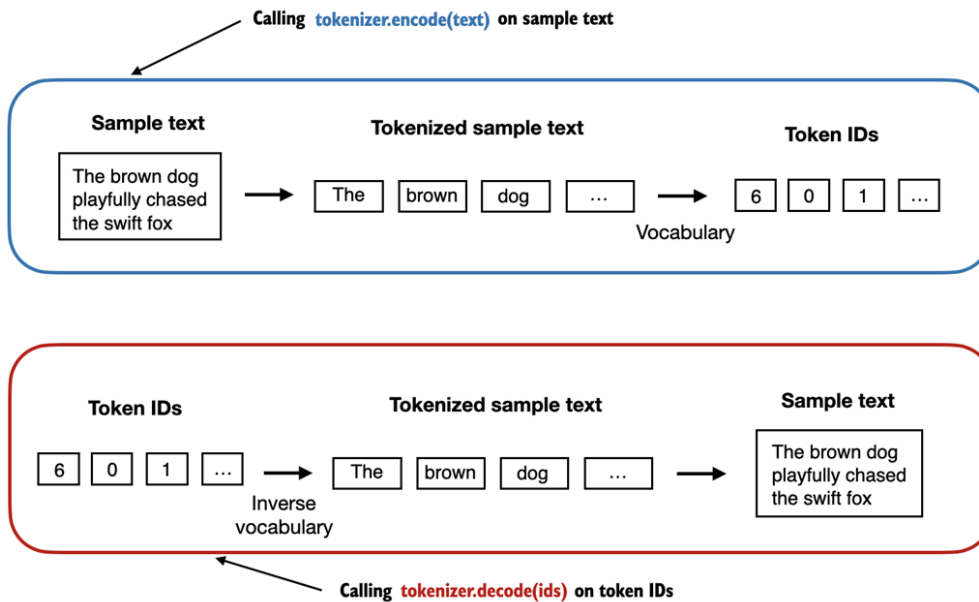 Calling tokenizer.encode(text) on sample text
Sample text
Tokenized sample text
Token IDs
The brown dog
playfully chased
the swift fox
The brown dog ...
6 0 1 ...
Vocabulary
Token IDs
Tokenized sample text
Sample text
6 0 1 ...
The brown dog ...
The brown dog
playfully chased
the swift fox
Inverse
vocabulary
Calling tokenizer.decode(ids) on token IDs